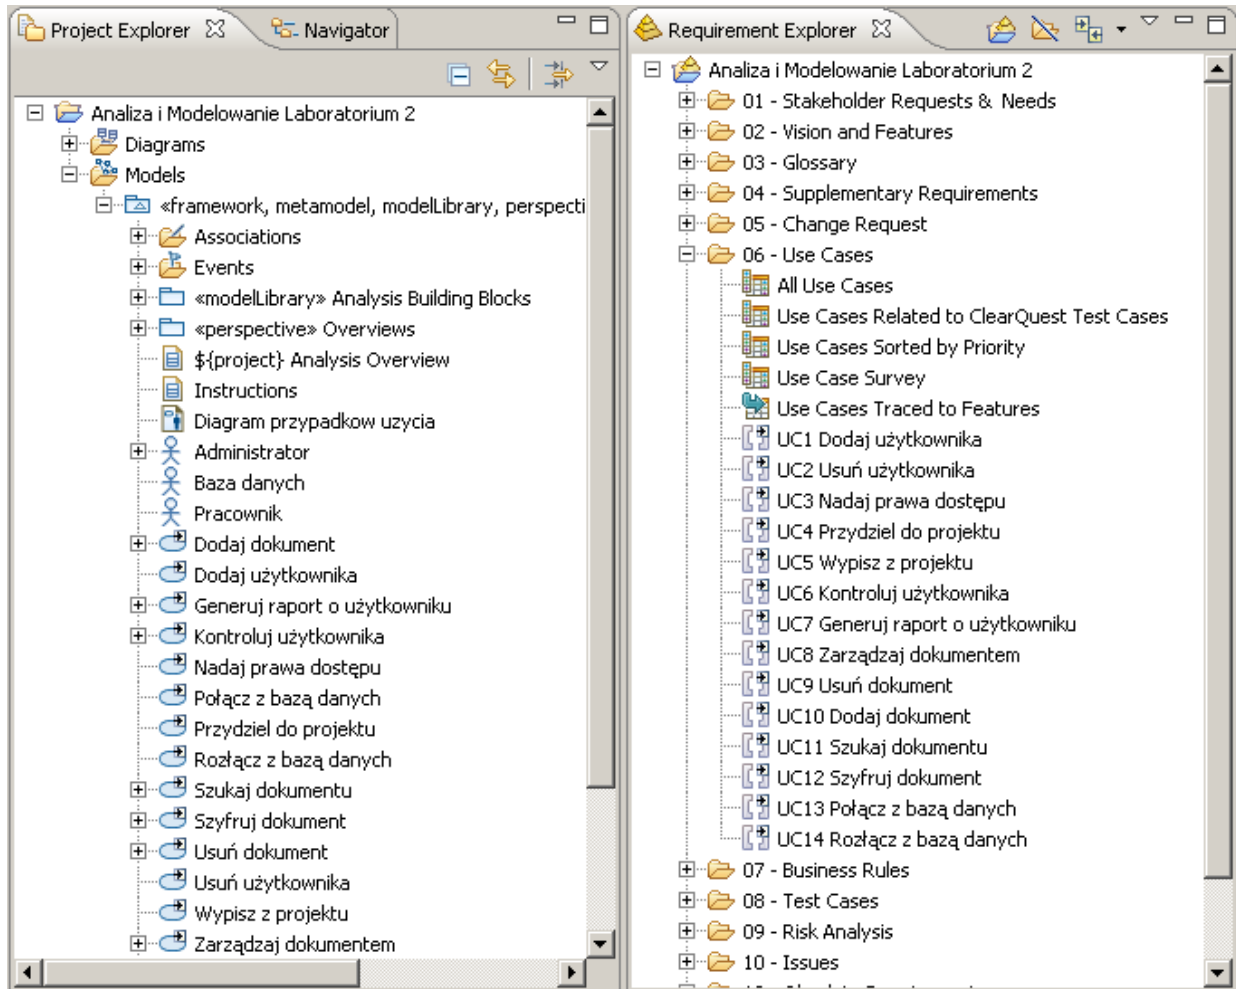 Project Explorer
Navigator
Analiza i Modelowanie Laboratorium 2
Diagrams
Models
«framework, metamodel, modelLibrary, perspecti
Associations
Events
«modelLibrary» Analysis Building Blocks
«perspective» Overviews
${project} Analysis Overview
Instructions
Diagram przypadkow uzycia
Administrator
Baza danych
Pracownik
Dodaj dokument
Dodaj użytkownika
Generuj raport o użytkowniku
Kontroluj użytkownika
Nadaj prawa dostępu
Połącz z bazą danych
Przydziel do projektu
Rozłącz z bazą danych
Szukaj dokumentu
Szyfruj dokument
Usuń dokument
Usuń użytkownika
Wypisz z projektu
Zarządzaj dokumentem
Requirement Explorer
Analiza i Modelowanie Laboratorium 2
01 - Stakeholder Requests & Needs
02 - Vision and Features
03 - Glossary
04 - Supplementary Requirements
05 - Change Request
06 - Use Cases
All Use Cases
Use Cases Related to ClearQuest Test Cases
Use Cases Sorted by Priority
Use Case Survey
Use Cases Traced to Features
UC1 Dodaj użytkownika
UC2 Usuń użytkownika
UC3 Nadaj prawa dostępu
UC4 Przydziel do projektu
UC5 Wypisz z projektu
UC6 Kontroluj użytkownika
UC7 Generuj raport o użytkowniku
UC8 Zarządzaj dokumentem
UC9 Usuń dokument
UC10 Dodaj dokument
UC11 Szukaj dokumentu
UC12 Szyfruj dokument
UC13 Połącz z bazą danych
UC14 Rozłącz z bazą danych
07 - Business Rules
08 - Test Cases
09 - Risk Analysis
10 - Issues